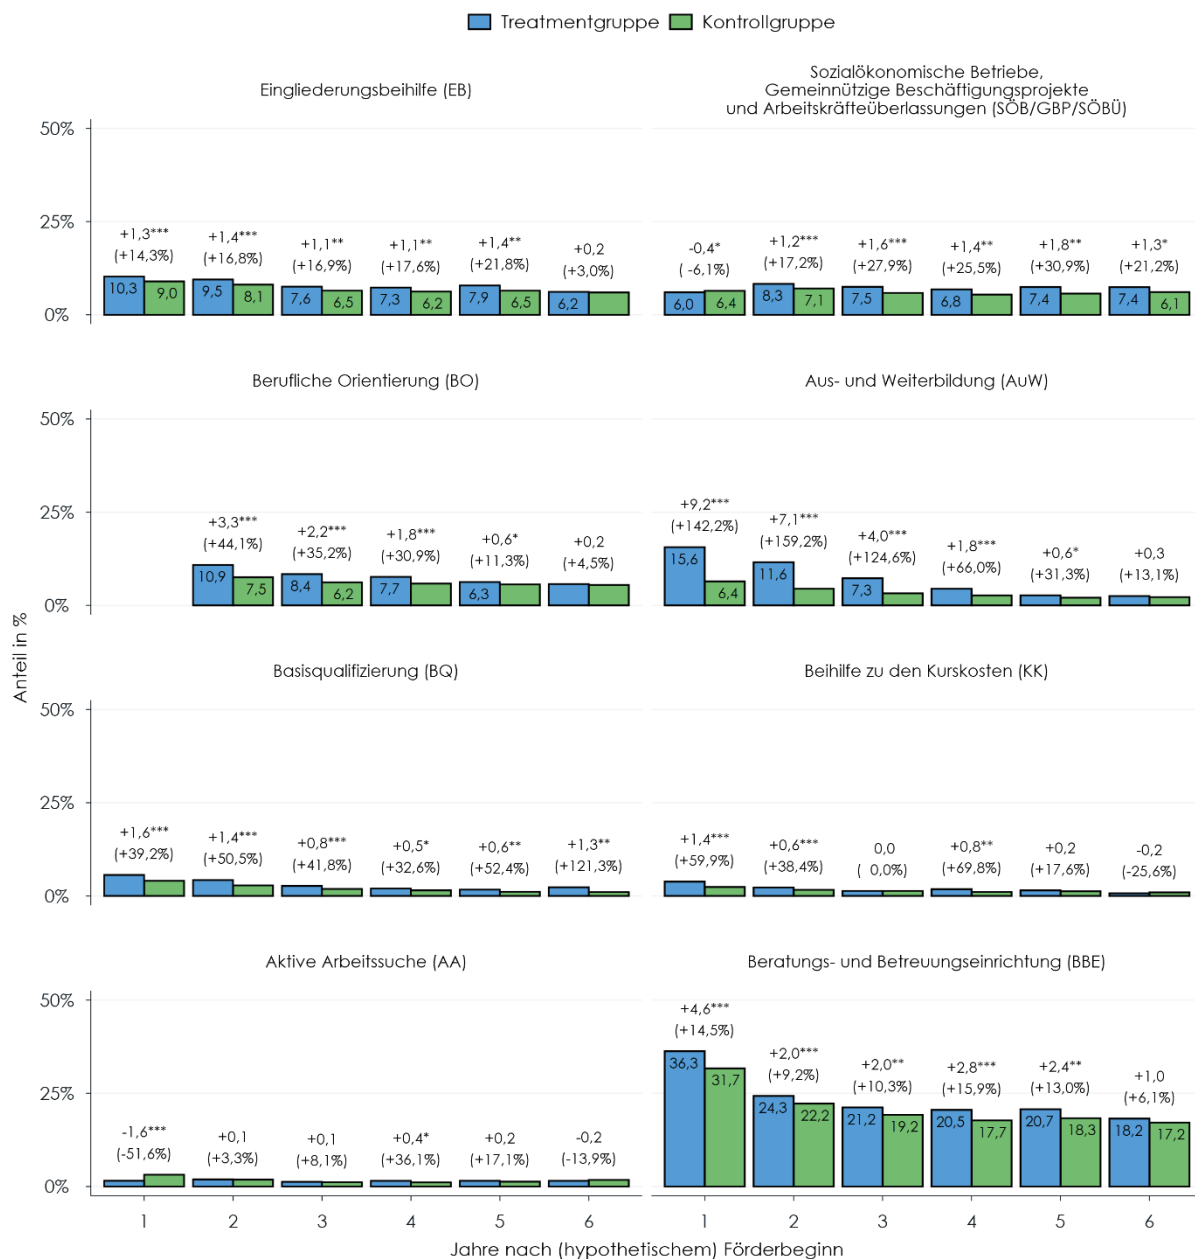 Treatmentgruppe Kontrollgruppe
Eingliederungsbeihilfe (EB)
50%
25%
0%
+1,3*** +1,4*** +1,1** +1,1** +1,4** +0,2
(+14,3%) (+16,8%) (+16,9%) (+17,6%) (+21,8%) (+3,0%)
10,3 9,0 9,5 8,1 7,6 6,5 7,3 6,2 7,9 6,5 6,2
Sozialökonomische Betriebe,
Gemeinnützige Beschäftigungsprojekte
und Arbeitskräfteüberlassungen (SÖB/GBP/SÖBÜ)
-0,4* +1,2*** +1,6*** +1,4** +1,8** +1,3*
( -6,1%) (+17,2%) (+27,9%) (+25,5%) (+30,9%) (+21,2%)
6,0 6,4 8,3 7,1 7,5 6,8 7,4 7,4 6,1
Berufliche Orientierung (BO)
50%
25%
0%
+3,3*** +2,2*** +1,8*** +0,6* +0,2
(+44,1%) (+35,2%) (+30,9%) (+11,3%) (+4,5%)
10,9 7,5 8,4 6,2 7,7 6,3
Aus- und Weiterbildung (AuW)
+9,2*** +7,1*** +4,0*** +1,8*** +0,6* +0,3
(+142,2%) (+159,2%) (+124,6%) (+66,0%) (+31,3%) (+13,1%)
15,6 6,4 11,6 7,3
Anteil in %
Basisqualifizierung (BQ)
50%
25%
0%
+1,6*** +1,4*** +0,8*** +0,5* +0,6** +1,3**
(+39,2%) (+50,5%) (+41,8%) (+32,6%) (+52,4%) (+121,3%)
Beihilfe zu den Kurskosten (KK)
+1,4*** +0,6*** 0,0 +0,8** +0,2 -0,2
(+59,9%) (+38,4%) ( 0,0%) (+69,8%) (+17,6%) (-25,6%)
Aktive Arbeitssuche (AA)
50%
25%
0%
-1,6*** +0,1 +0,1 +0,4* +0,2 -0,2
(-51,6%) (+3,3%) (+8,1%) (+36,1%) (+17,1%) (-13,9%)
1 2 3 4 5 6
Beratungs- und Betreuungseinrichtung (BBE)
+4,6*** +2,0*** +2,0** +2,8*** +2,4** +1,0
(+14,5%) (+9,2%) (+10,3%) (+15,9%) (+13,0%) (+6,1%)
36,3 31,7 24,3 22,2 21,2 19,2 20,5 17,7 20,7 18,3 18,2 17,2
1 2 3 4 5 6
Jahre nach (hypothetischem) Förderbeginn